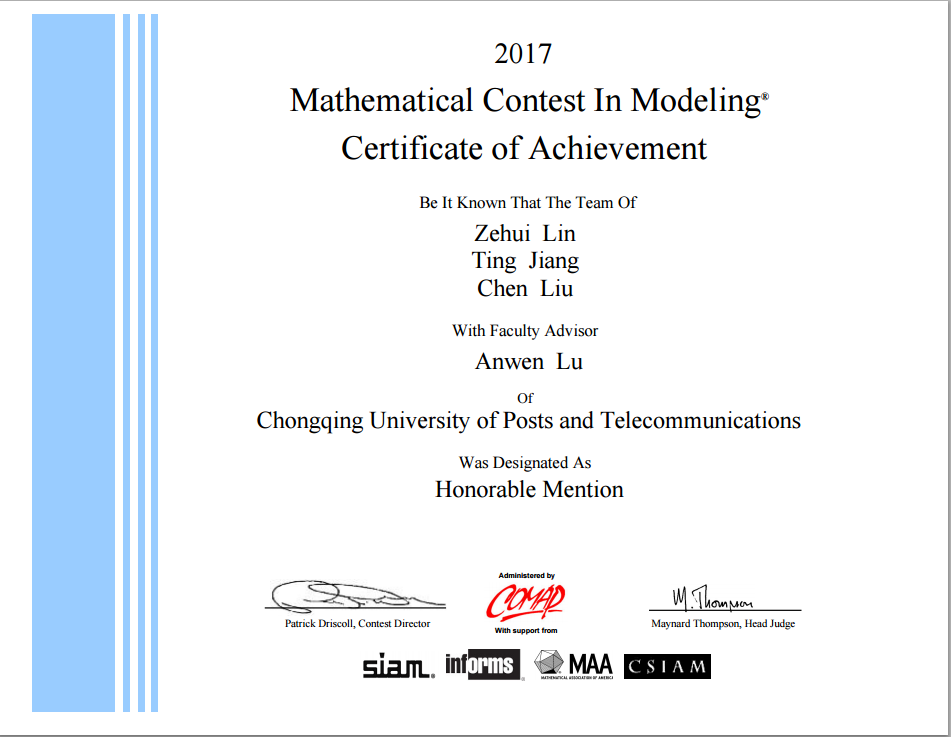 2017
Mathematical Contest In Modeling®
Certificate of Achievement
Be It Known That The Team Of
Zehui Lin
Ting Jiang
Chen Liu
With Faculty Advisor
Anwen Lu
Of
Chongqing University of Posts and Telecommunications
Was Designated As
Honorable Mention
Administered by
COMAP
M. Thompson
Patrick Driscoll, Contest Director
With support from
Maynard Thompson, Head Judge
siam.
informs
MAA
MATHEMATICAL ASSOCIATION OF AMERICA
CSIAM